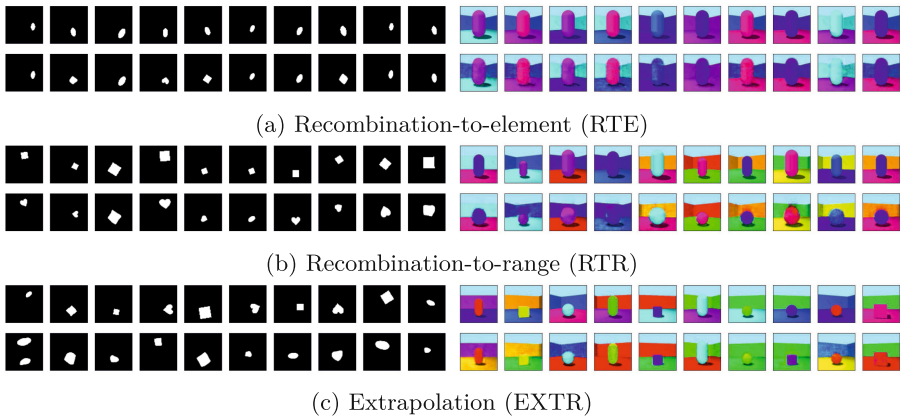 (a) Recombination-to-element (RTE)
(b) Recombination-to-range (RTR)
(c) Extrapolation (EXTR)